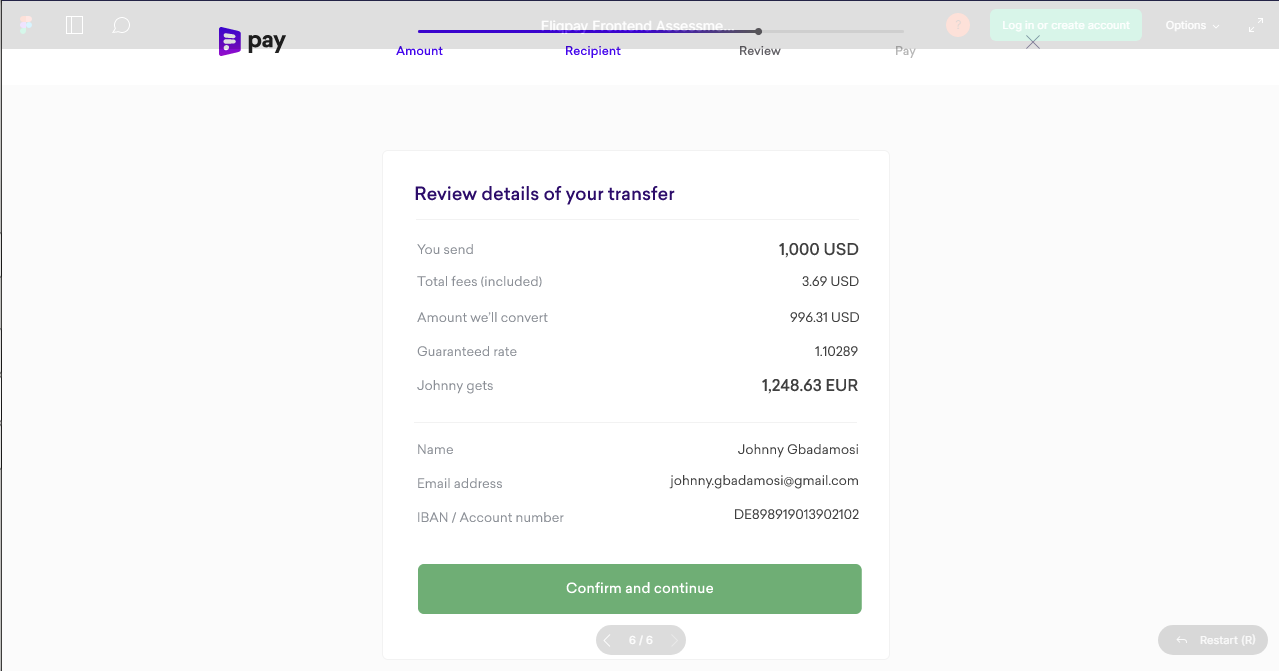 Fliqpay Frontend Assessme...
?
Log in or create account
Options
pay
Amount
Recipient
Review
Pay
Review details of your transfer
You send 1,000 USD
Total fees (included) 3.69 USD
Amount we'll convert 996.31 USD
Guaranteed rate 1.10289
Johnny gets 1,248.63 EUR
Name Johnny Gbadamosi
Email address johnny.gbadamosi@gmail.com
IBAN / Account number DE898919013902102
Confirm and continue
6 / 6
Restart (R)